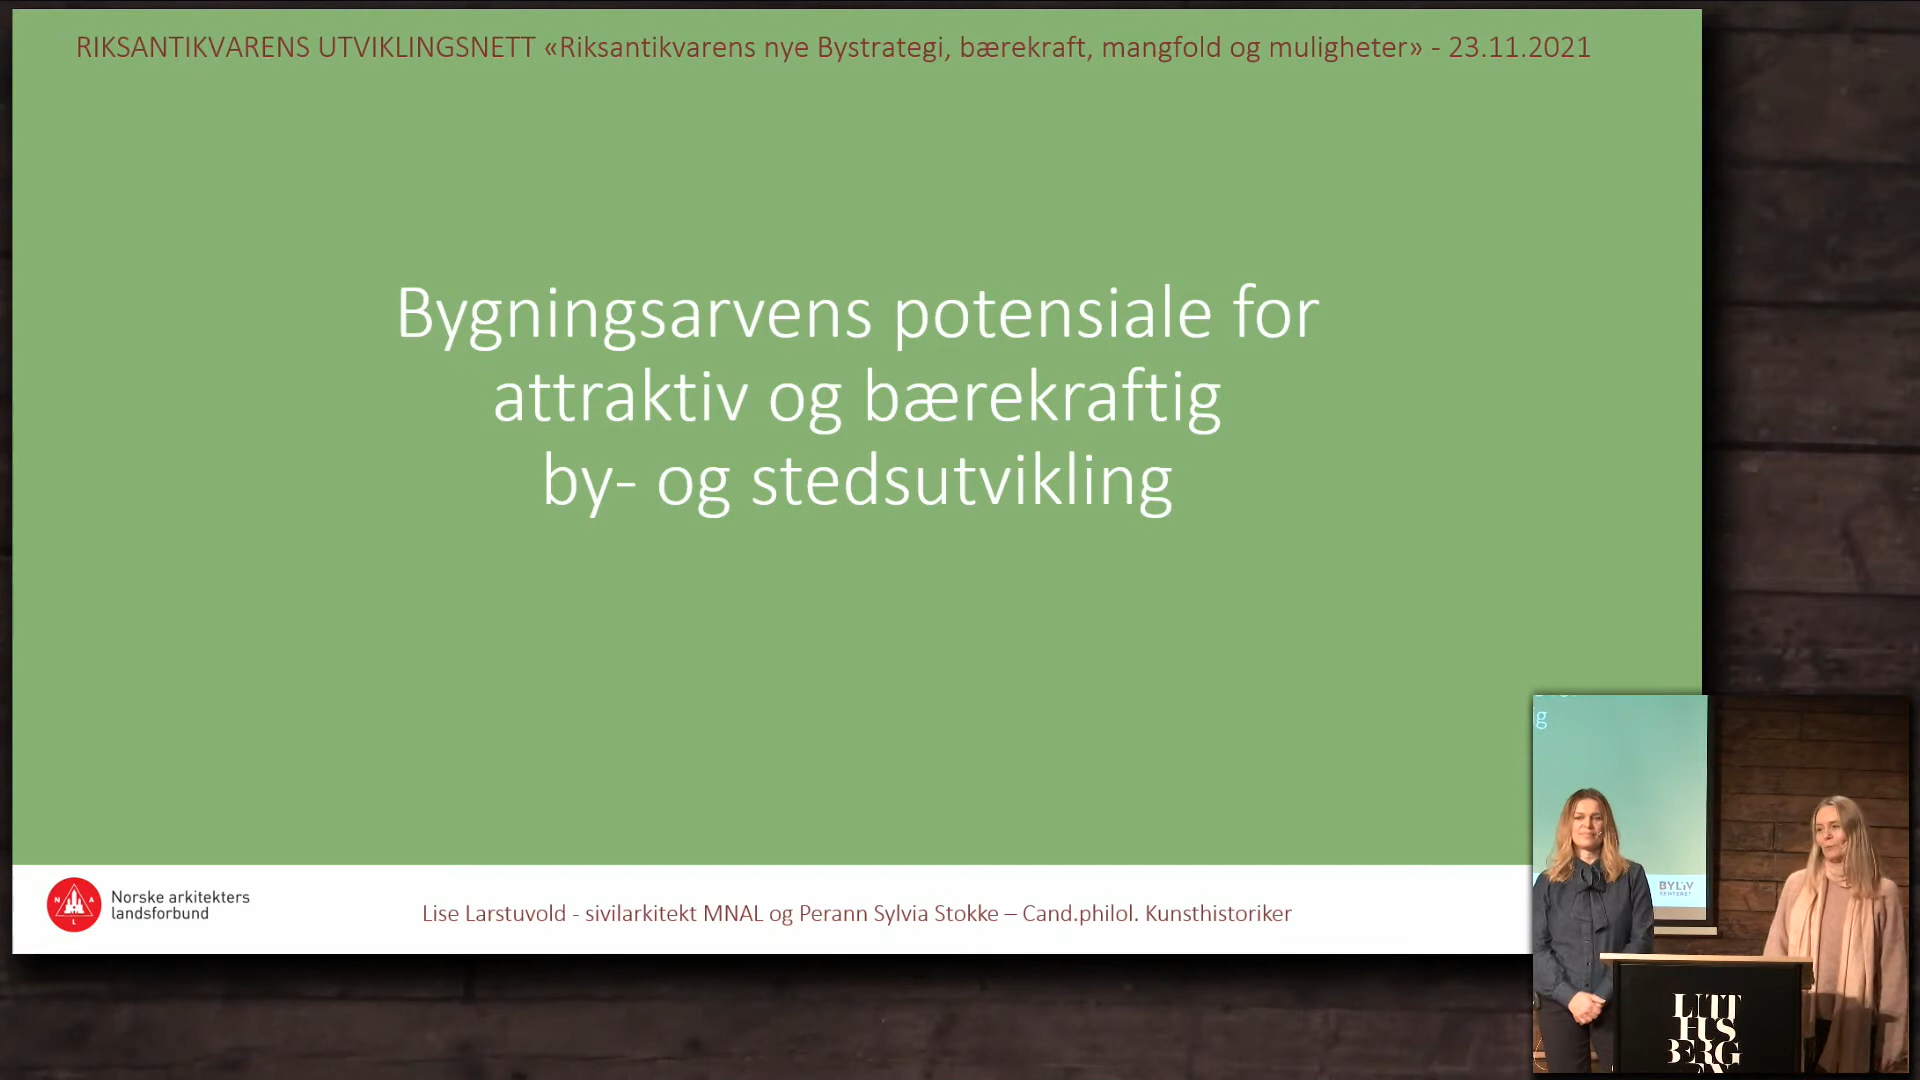 RIKSANTIKVARENS UTVIKLINGSNETT «Riksantikvarens nye Bystrategi, bærekraft, mangfold og muligheter» - 23.11.2021
Bygningsarvens potensiale for
attraktiv og bærekraftig
by- og stedsutvikling
N A L
Norske arkitekters
landsforbund
Lise Larstuvold - sivilarkitekt MNAL og Perann Sylvia Stokke – Cand.philol. Kunsthistoriker
g
BYLIV
SENTERET
LITT
HUS
BERG
EN